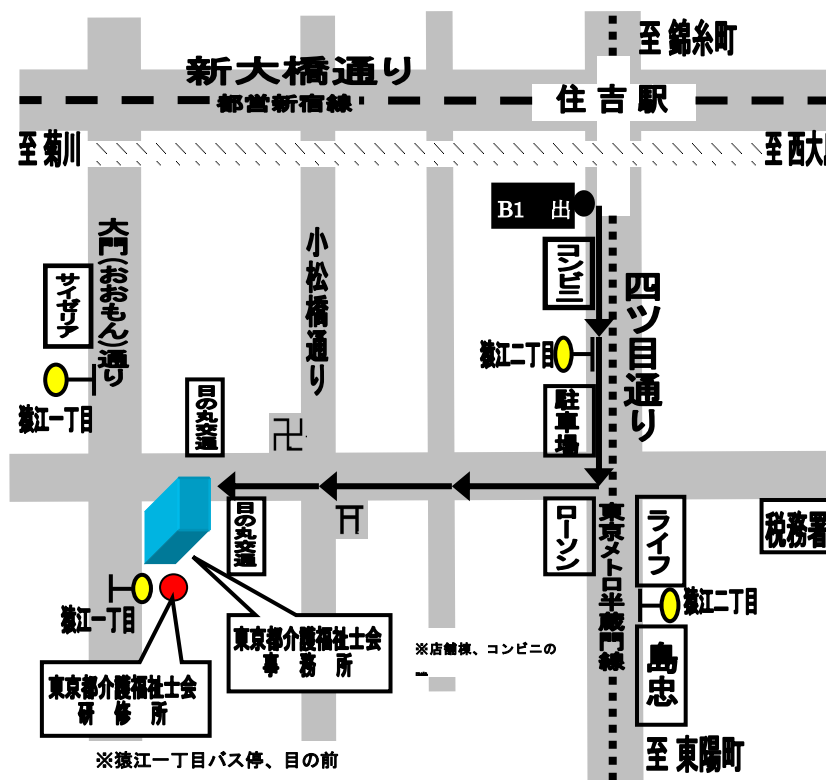 至 錦糸町
新大橋通り
都営新宿線
住 吉 駅
至 菊川
至 西大
B1 出
コンビニ
大門(おおもん)通り
小松橋通り
四ツ目通り
サイゼリア
猿江二丁目
猿江一丁目
日の丸交通
駐車場
卍
日の丸交通
ローソン
東京メトロ半蔵門線
ライフ
税務署
猿江二丁目
猿江一丁目
東京都介護福祉士会
事 務 所
※店舗棟、コンビニの
島忠
東京都介護福祉士会
研 修 所
至 東陽町
※猿江一丁目バス停、目の前